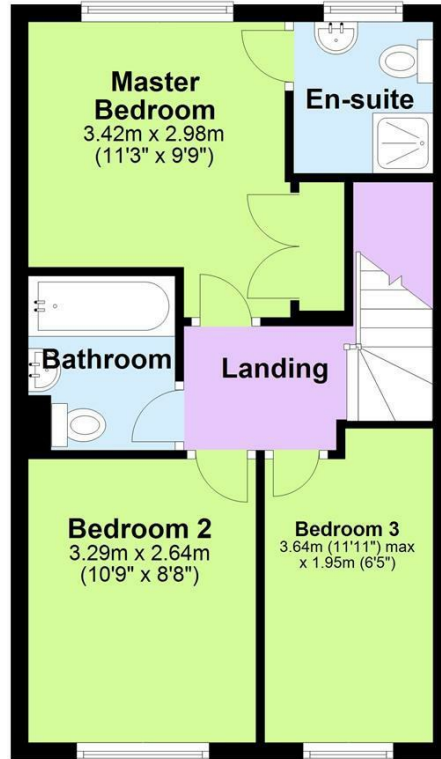 Master
Bedroom
3.42m x 2.98m
(11'3" x 9'9")
En-suite
Bathroom
Landing
Bedroom 2
3.29m x 2.64m
(10'9" x 8'8")
Bedroom 3
3.64m (11'11") max
x 1.95m (6'5")